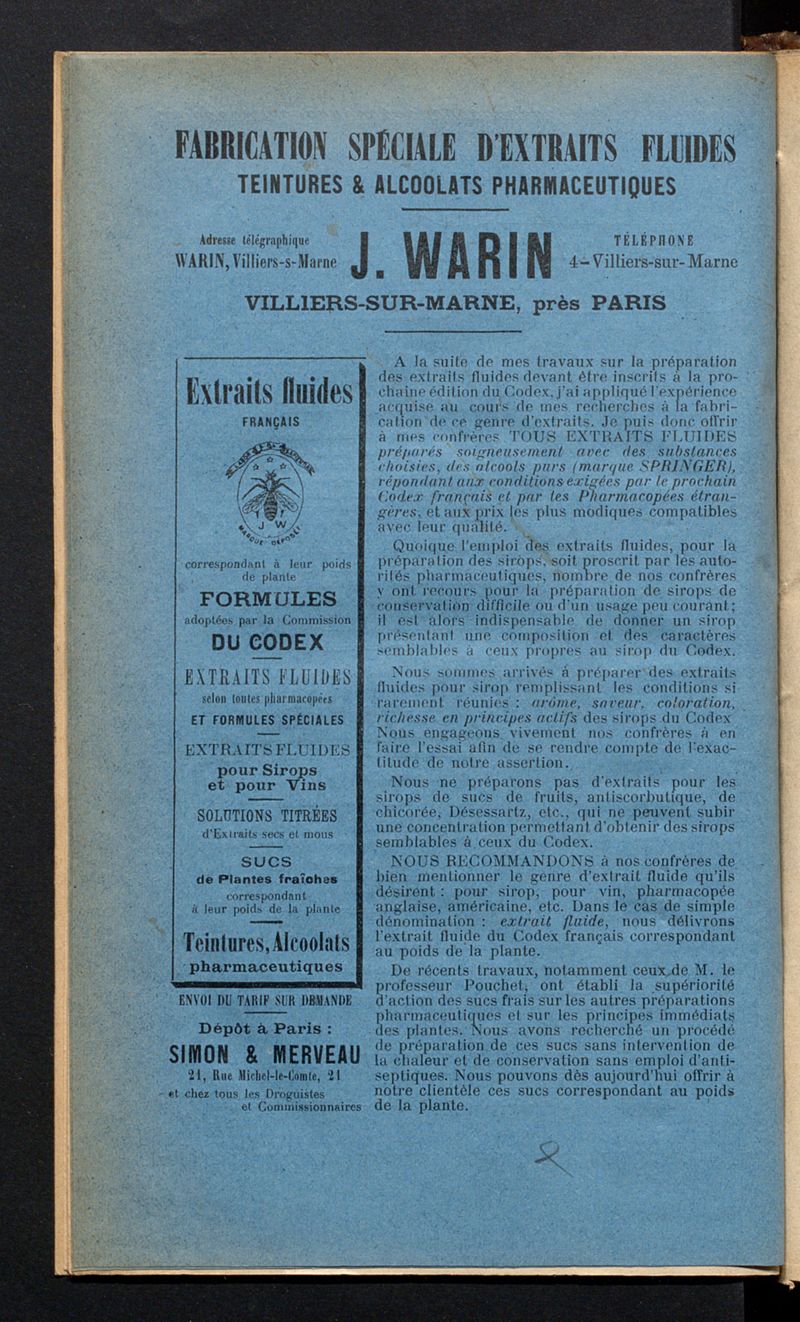 FABRICATION SPÉCIALE D'EXTRAITS FLUIDES
TEINTURES & ALCOOLATS PHARMACEUTIQUES
Adresse télégraphique
WARIN, Villiers-s-Marne
J. WARIN
TÉLÉPHONE
4-Villiers-sur-Marne
VILLIERS-SUR-MARNE, près PARIS
Extraits fluides
FRANÇAIS
J W
MARQUE DÉPOSÉE
correspondant à leur poids
de plante
FORMULES
adoptées par la Commission
DU CODEX
EXTRAITS FLUIDES
selon toutes pharmacopées
ET FORMULES SPÉCIALES
EXTRAITS FLUIDES
pour Sirops
et pour Vins
SOLUTIONS TITRÉES
d'Extraits secs et mous
SUCS
de Plantes fraîches
correspondant
à leur poids de la plante
Teintures, Alcoolats
pharmaceutiques
ENVOI DU TARIF SUR DEMANDE
Dépôt à Paris :
SIMON & MERVEAU
21, Rue Michel-le-Comte, 21
et chez tous les Droguistes
et Commissionnaires
A la suite de mes travaux sur la préparation
des extraits fluides devant être inscrits à la pro-
chaine édition du Codex, j'ai appliqué l'expérience
acquise au cours de mes recherches à la fabri-
cation de ce genre d'extraits. Je puis donc offrir
à mes confrères TOUS EXTRAITS FLUIDES
préparés soigneusement avec des substances
choisies, des alcools purs (marque SPRINGER),
répondant aux conditions exigées par le prochain
Codex français et par les Pharmacopées étran-
gères, et aux prix les plus modiques compatibles
avec leur qualité.
Quoique l'emploi des extraits fluides, pour la
préparation des sirops, soit proscrit par les auto-
rités pharmaceutiques, nombre de nos confrères
y ont recours pour la préparation de sirops de
conservation difficile ou d'un usage peu courant;
il est alors indispensable de donner un sirop
présentant une composition et des caractères
semblables à ceux propres au sirop du Codex.
Nous sommes arrivés à préparer des extraits
fluides pour sirop remplissant les conditions si
rarement réunies : arôme, saveur, coloration,
richesse en principes actifs des sirops du Codex
Nous engageons vivement nos confrères à en
faire l'essai afin de se rendre compte de l'exac-
titude de notre assertion.
Nous ne préparons pas d'extraits pour les
sirops de sucs de fruits, antiscorbutique, de
chicorée, Désessartz, etc., qui ne peuvent subir
une concentration permettant d'obtenir des sirops
semblables à ceux du Codex.
NOUS RECOMMANDONS à nos confrères de
bien mentionner le genre d'extrait fluide qu'ils
désirent : pour sirop, pour vin, pharmacopée
anglaise, américaine, etc. Dans le cas de simple
dénomination : extrait fluide, nous délivrons
l'extrait fluide du Codex français correspondant
au poids de la plante.
De récents travaux, notamment ceux de M. le
professeur Pouchet, ont établi la supériorité
d'action des sucs frais sur les autres préparations
pharmaceutiques et sur les principes immédiats
des plantes. Nous avons recherché un procédé
de préparation de ces sucs sans intervention de
la chaleur et de conservation sans emploi d'anti-
septiques. Nous pouvons dès aujourd'hui offrir à
notre clientèle ces sucs correspondant au poids
de la plante.